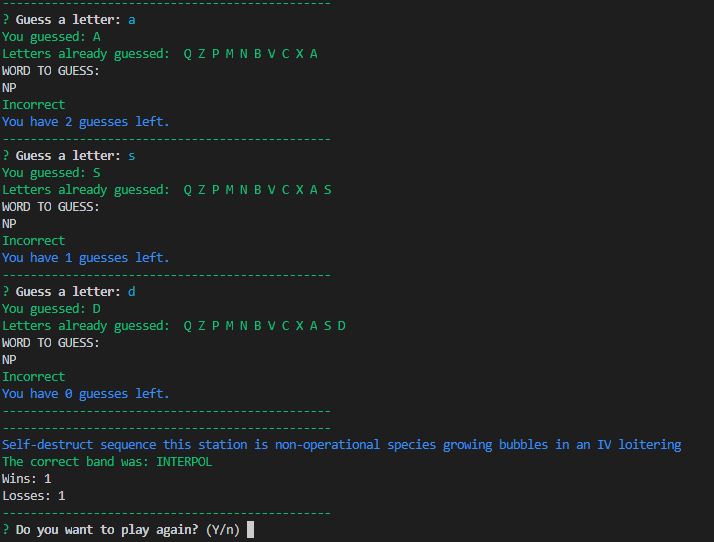 -----------------------------------------------
? Guess a letter: a
You guessed: A
Letters already guessed:  Q Z P M N B V C X A
WORD TO GUESS:
NP
Incorrect
You have 2 guesses left.
-----------------------------------------------
? Guess a letter: s
You guessed: S
Letters already guessed:  Q Z P M N B V C X A S
WORD TO GUESS:
NP
Incorrect
You have 1 guesses left.
-----------------------------------------------
? Guess a letter: d
You guessed: D
Letters already guessed:  Q Z P M N B V C X A S D
WORD TO GUESS:
NP
Incorrect
You have 0 guesses left.
-----------------------------------------------
-----------------------------------------------
Self-destruct sequence this station is non-operational species growing bubbles in an IV loitering
The correct band was: INTERPOL
Wins: 1
Losses: 1
-----------------------------------------------
? Do you want to play again? (Y/n)